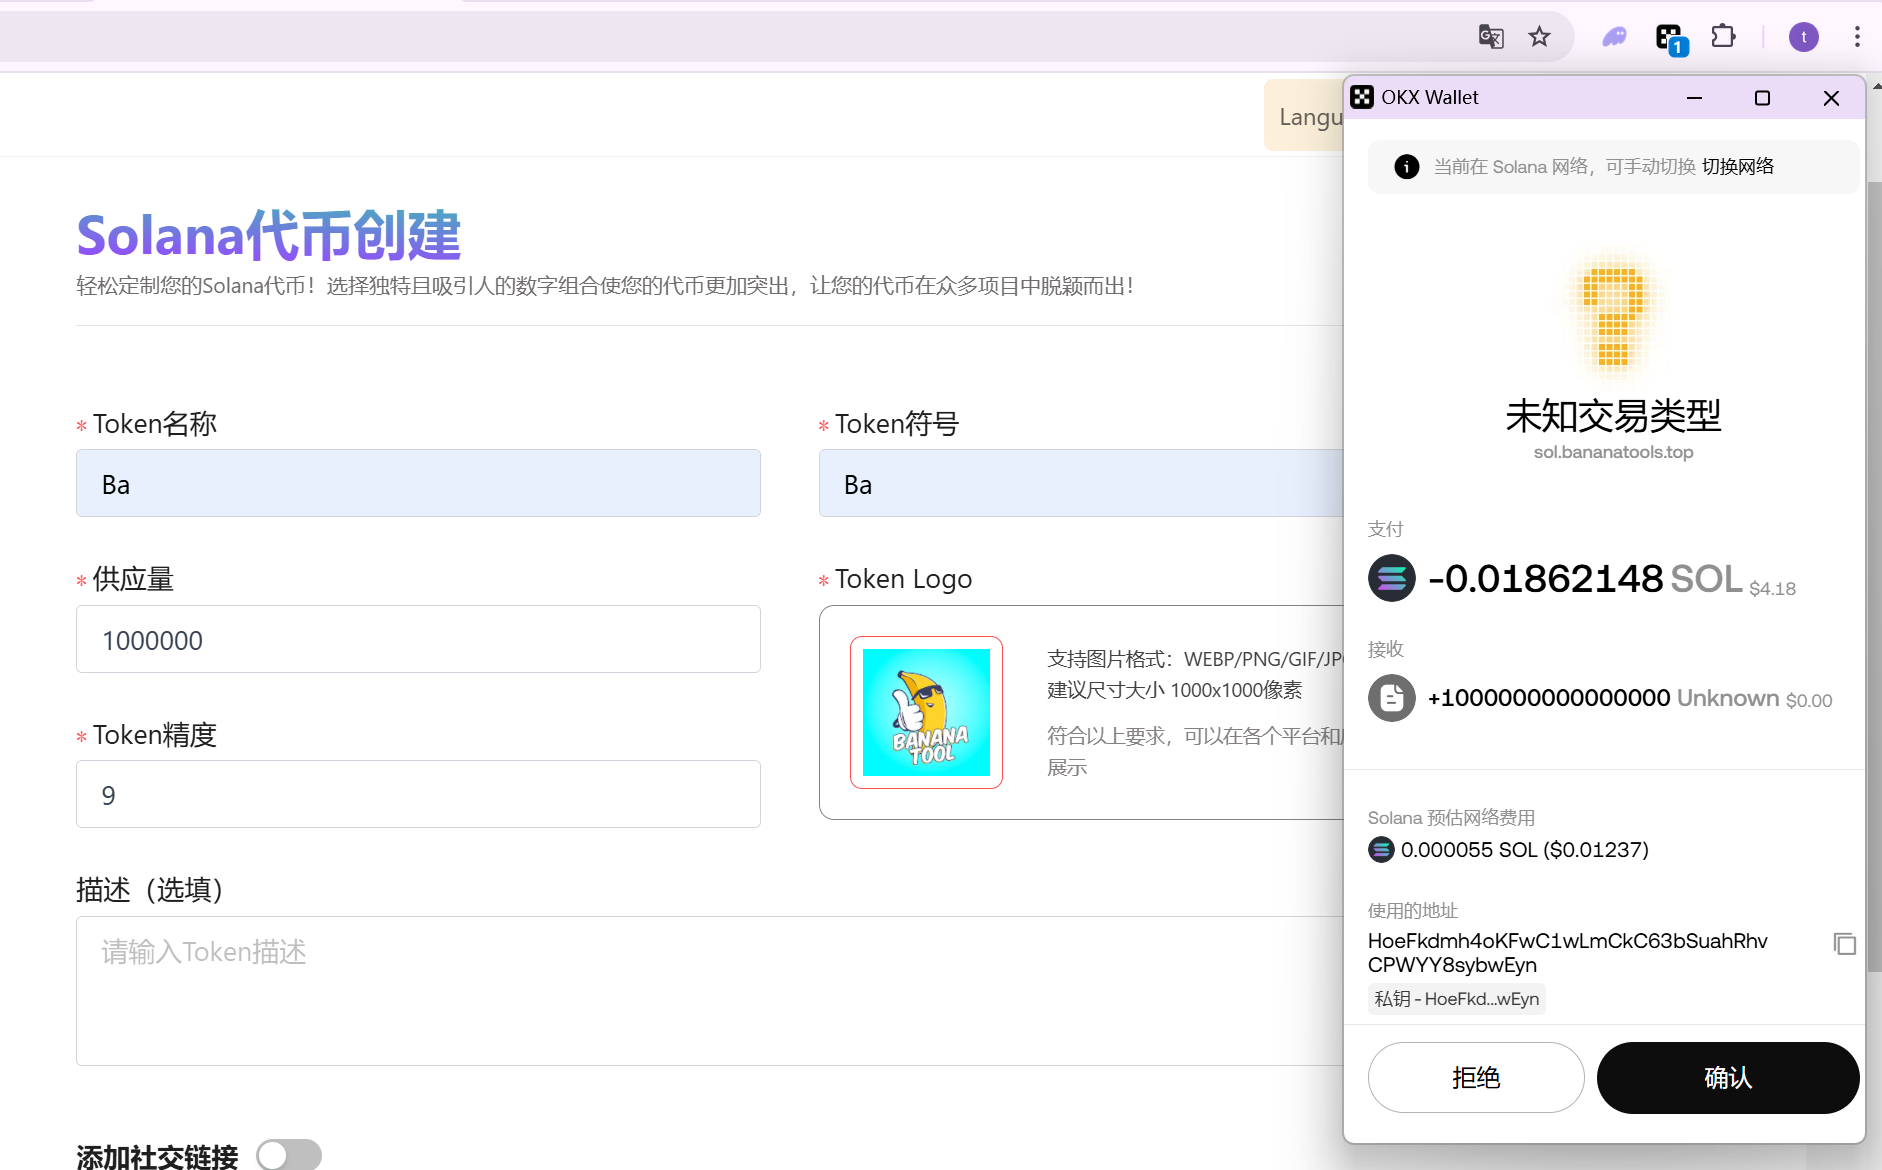 Langu
Solana代币创建
轻松定制您的Solana代币！选择独特且吸引人的数字组合使您的代币更加突出，让您的代币在众多项目中脱颖而出！
* Token名称
Ba
* Token符号
Ba
* 供应量
1000000
* Token Logo
BANANA
TOOL
支持图片格式：WEBP/PNG/GIF/JP
建议尺寸大小 1000x1000像素
符合以上要求，可以在各个平台和
展示
* Token精度
9
描述（选填）
请输入Token描述
添加社交链接
t
1
OKX Wallet
当前在 Solana 网络，可手动切换 切换网络
未知交易类型
sol.bananatools.top
支付
-0.01862148 SOL $4.18
接收
+1000000000000000 Unknown $0.00
Solana 预估网络费用
0.000055 SOL ($0.01237)
使用的地址
HoeFkdmh4oKFwC1wLmCkC63bSuahRhv
CPWYY8sybwEyn
私钥 - HoeFkd...wEyn
拒绝
确认